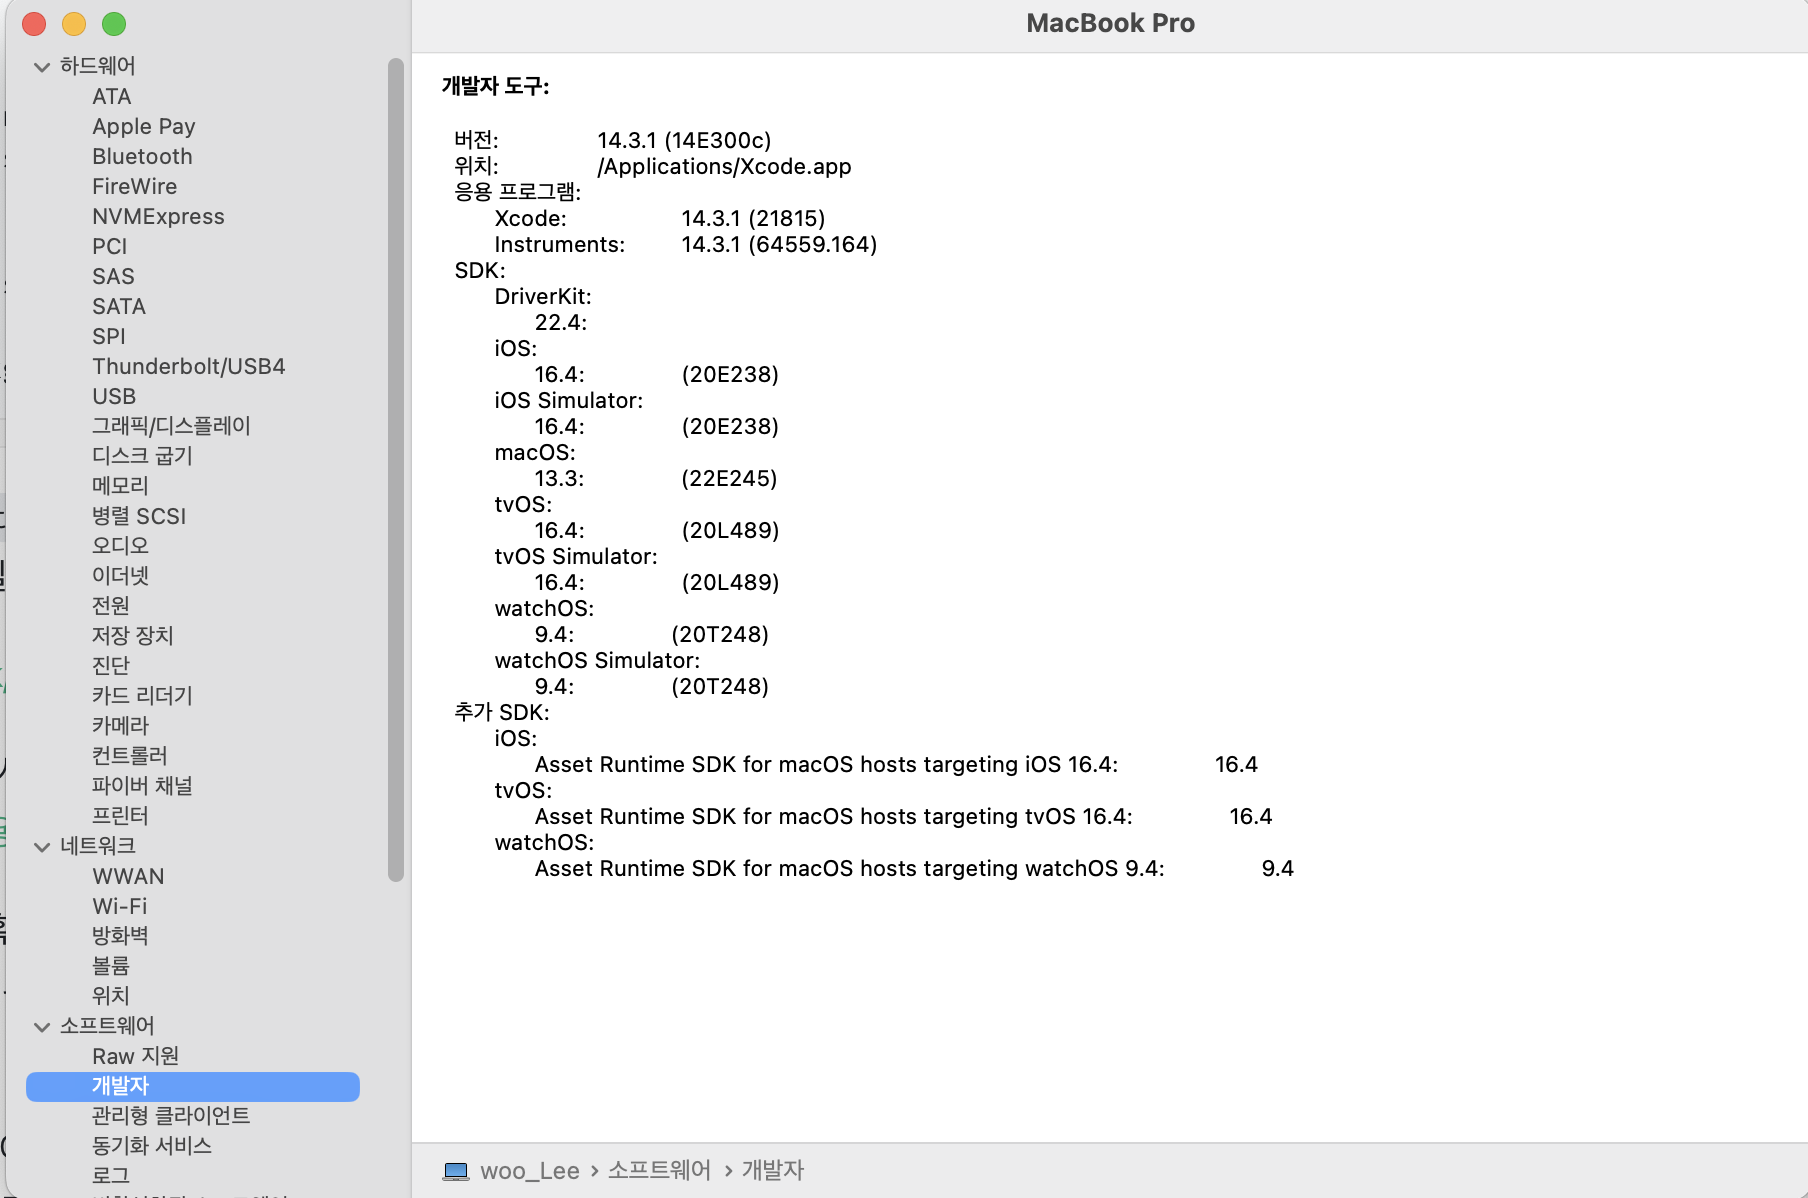 MacBook Pro
하드웨어
ATA
Apple Pay
Bluetooth
FireWire
NVMExpress
PCI
SAS
SATA
SPI
Thunderbolt/USB4
USB
그래픽/디스플레이
디스크 굽기
메모리
병렬 SCSI
오디오
이더넷
전원
저장 장치
진단
카드 리더기
카메라
컨트롤러
파이버 채널
프린터
네트워크
WWAN
Wi-Fi
방화벽
볼륨
위치
소프트웨어
Raw 지원
개발자
관리형 클라이언트
동기화 서비스
로그
개발자 도구:
버전: 14.3.1 (14E300c)
위치: /Applications/Xcode.app
응용 프로그램:
Xcode: 14.3.1 (21815)
Instruments: 14.3.1 (64559.164)
SDK:
DriverKit:
22.4:
iOS:
16.4: (20E238)
iOS Simulator:
16.4: (20E238)
macOS:
13.3: (22E245)
tvOS:
16.4: (20L489)
tvOS Simulator:
16.4: (20L489)
watchOS:
9.4: (20T248)
watchOS Simulator:
9.4: (20T248)
추가 SDK:
iOS:
Asset Runtime SDK for macOS hosts targeting iOS 16.4: 16.4
tvOS:
Asset Runtime SDK for macOS hosts targeting tvOS 16.4: 16.4
watchOS:
Asset Runtime SDK for macOS hosts targeting watchOS 9.4: 9.4
woo_Lee › 소프트웨어 › 개발자